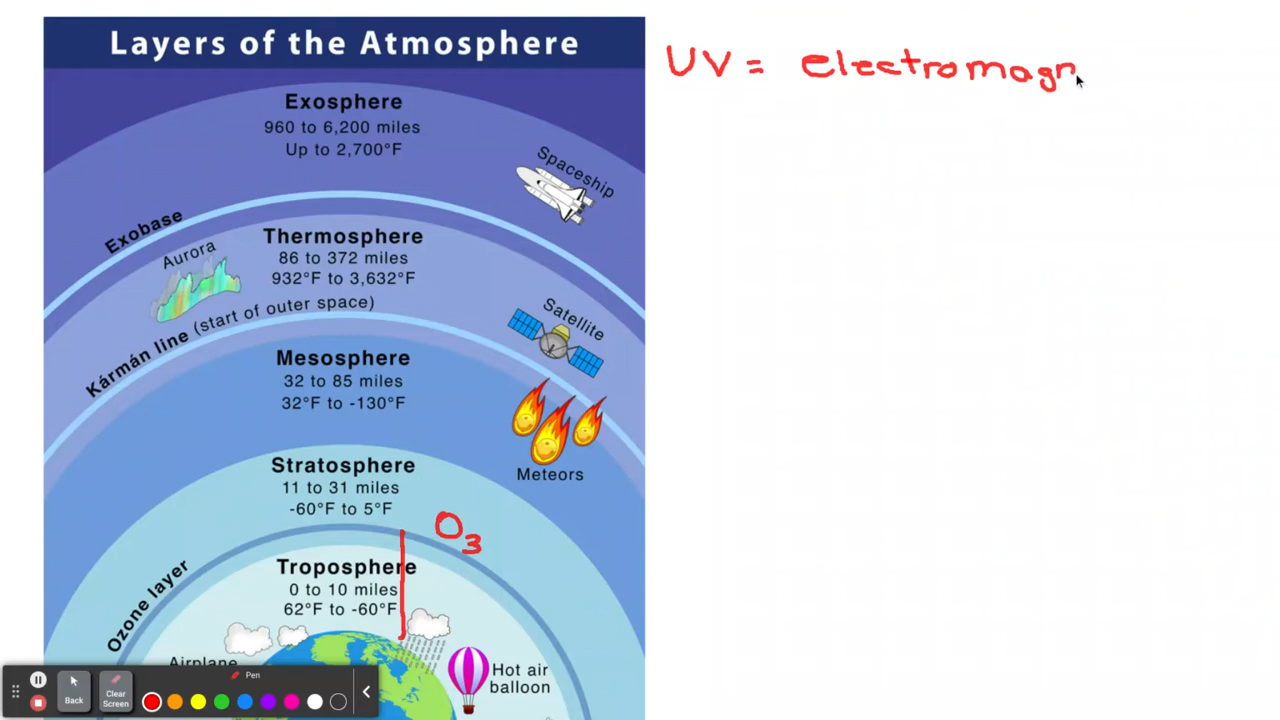 Layers of the Atmosphere
UV = electromagn
Exosphere
960 to 6,200 miles
Up to 2,700°F
Spaceship
Exobase
Thermosphere
86 to 372 miles
932°F to 3,632°F
Aurora
Kármán line (start of outer space)
Satellite
Mesosphere
32 to 85 miles
32°F to -130°F
Meteors
Stratosphere
11 to 31 miles
-60°F to 5°F
O3
Ozone layer
Troposphere
0 to 10 miles
62°F to -60°F
Airplane
Hot air
balloon
Pen
Back
Clear
Screen